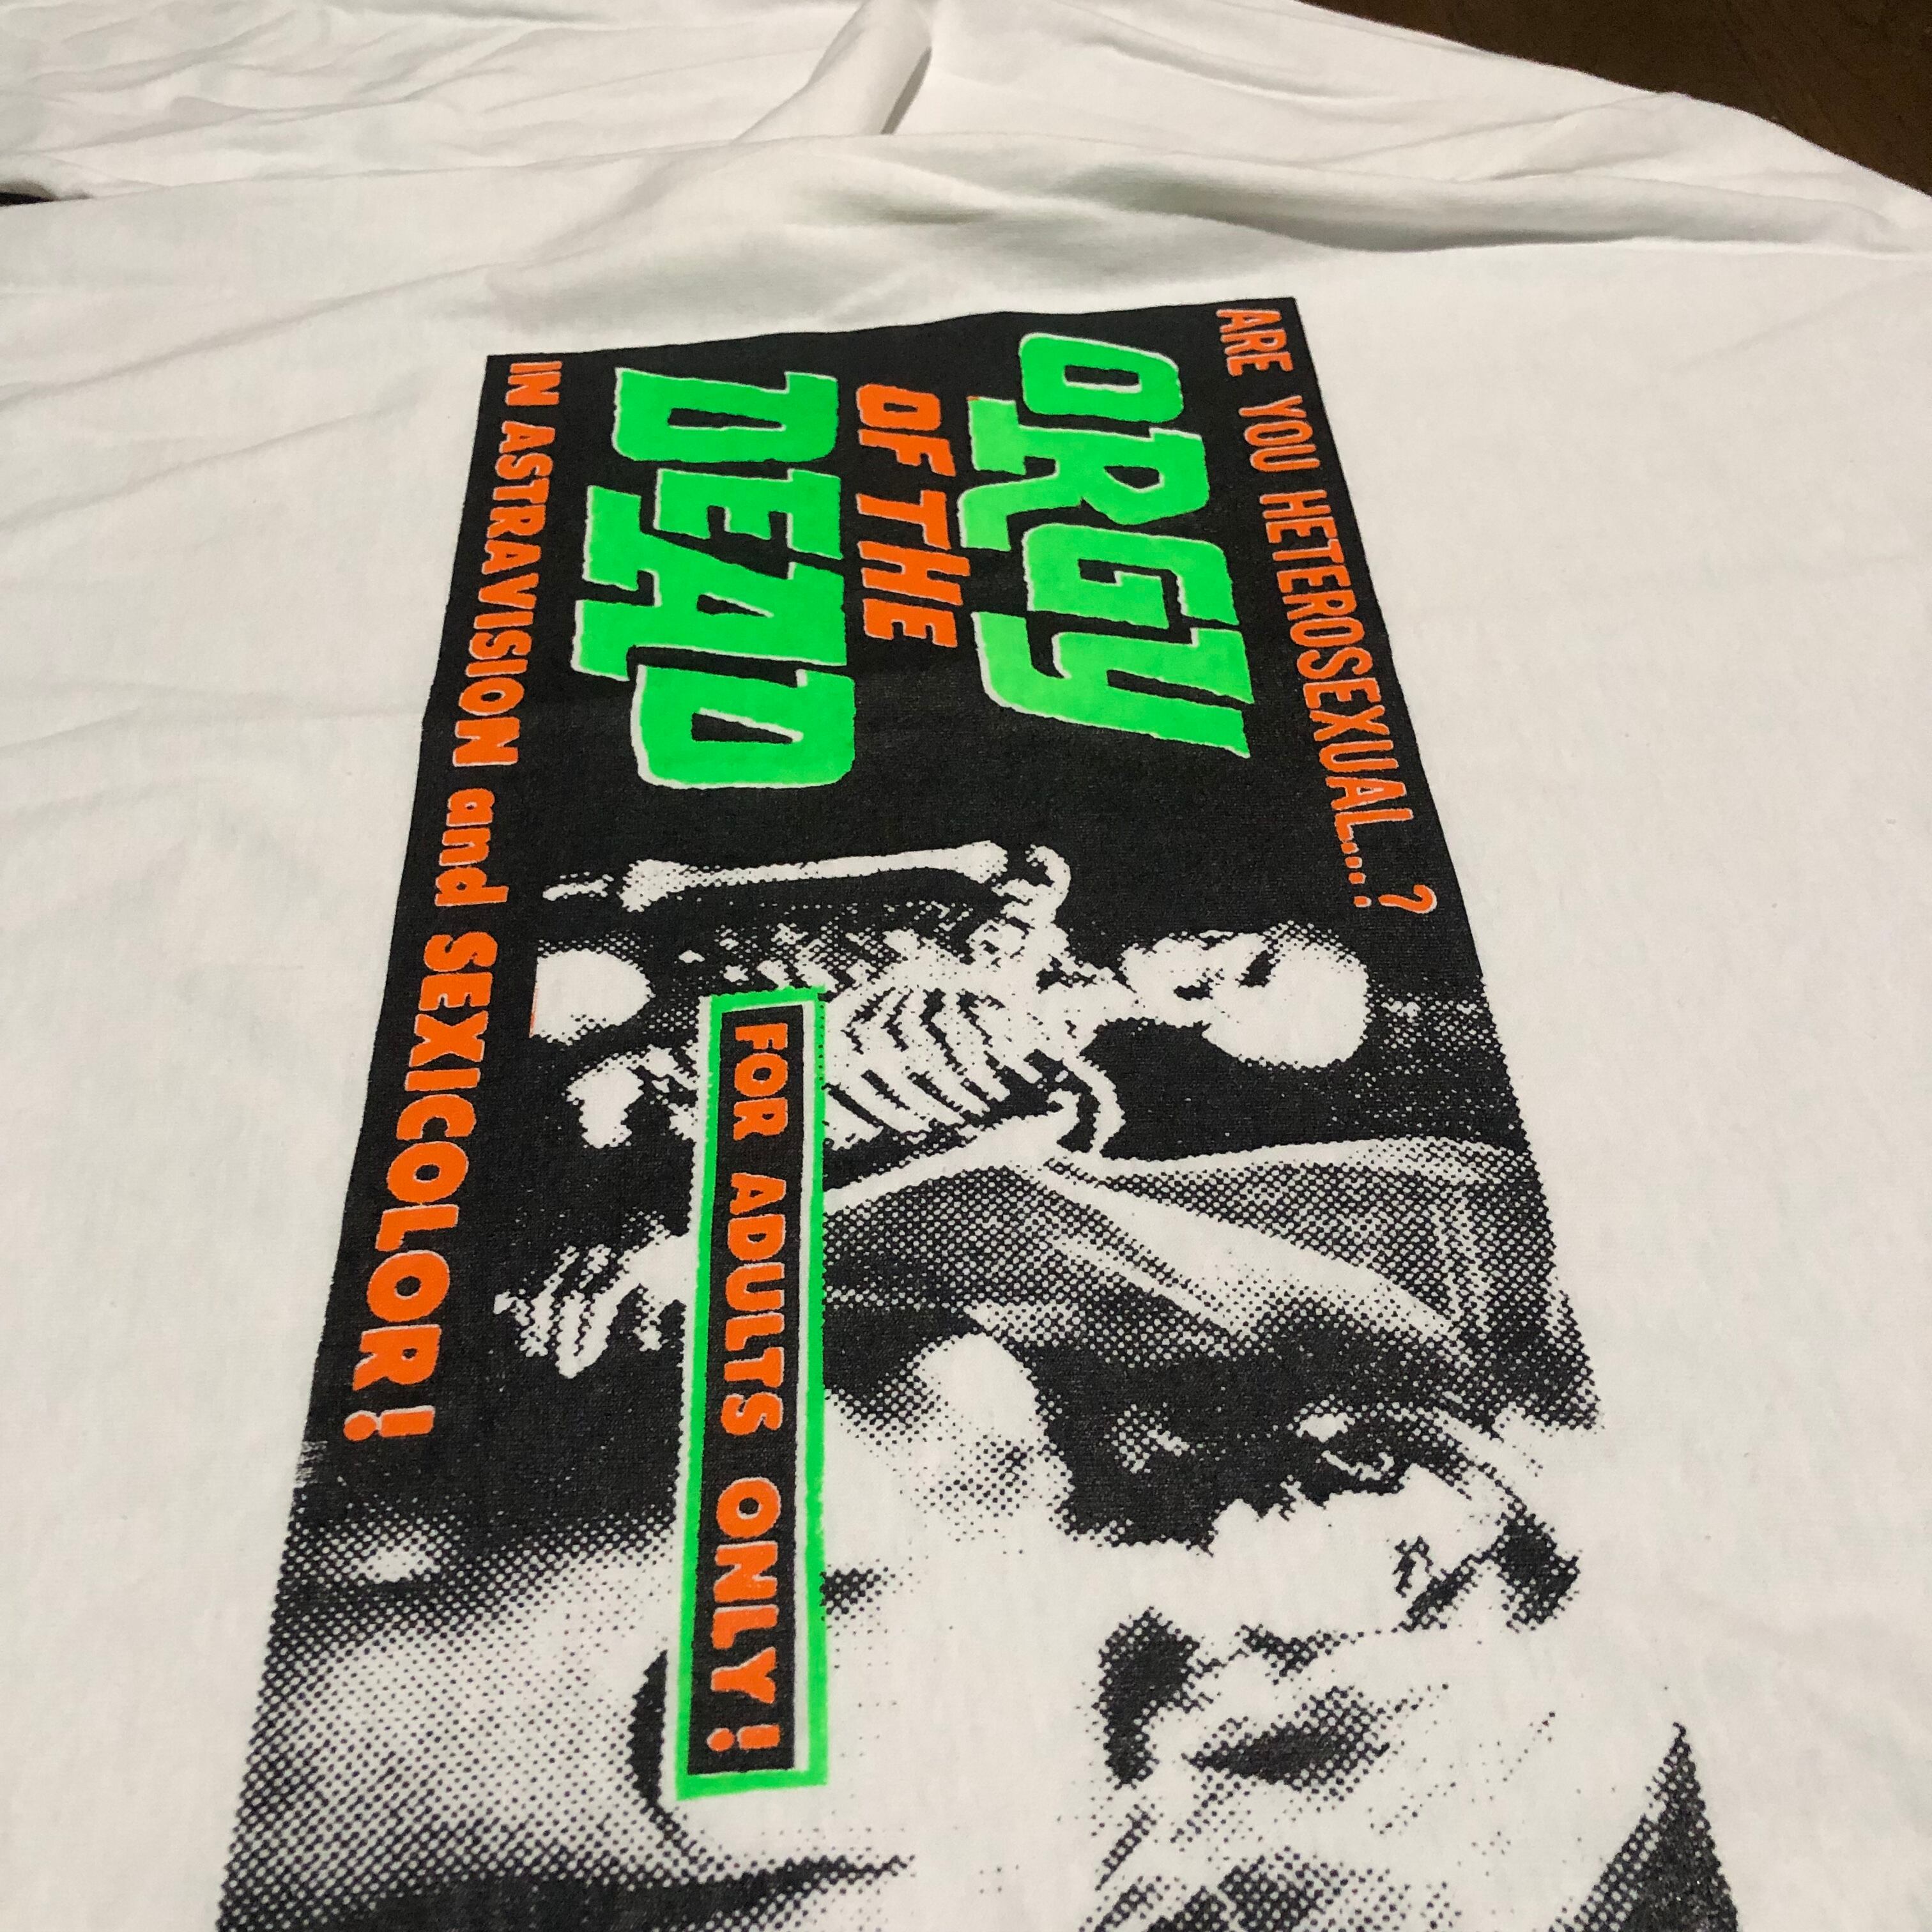 ARE YOU HETEROSEXUAL...?
ORGY
OF THE
DEAD
FOR ADULTS ONLY!
IN ASTRAVISION and SEXICOLOR!